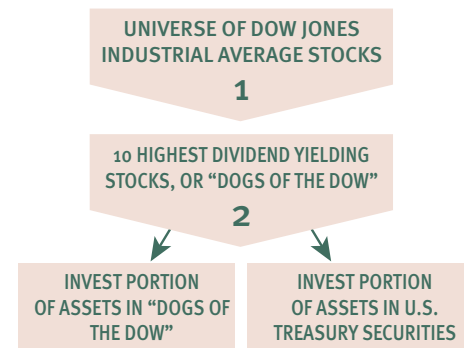 UNIVERSE OF DOW JONES
INDUSTRIAL AVERAGE STOCKS
1
10 HIGHEST DIVIDEND YIELDING
STOCKS, OR “DOGS OF THE DOW”
2
INVEST PORTION
OF ASSETS IN “DOGS OF
THE DOW”
INVEST PORTION
OF ASSETS IN U.S.
TREASURY SECURITIES